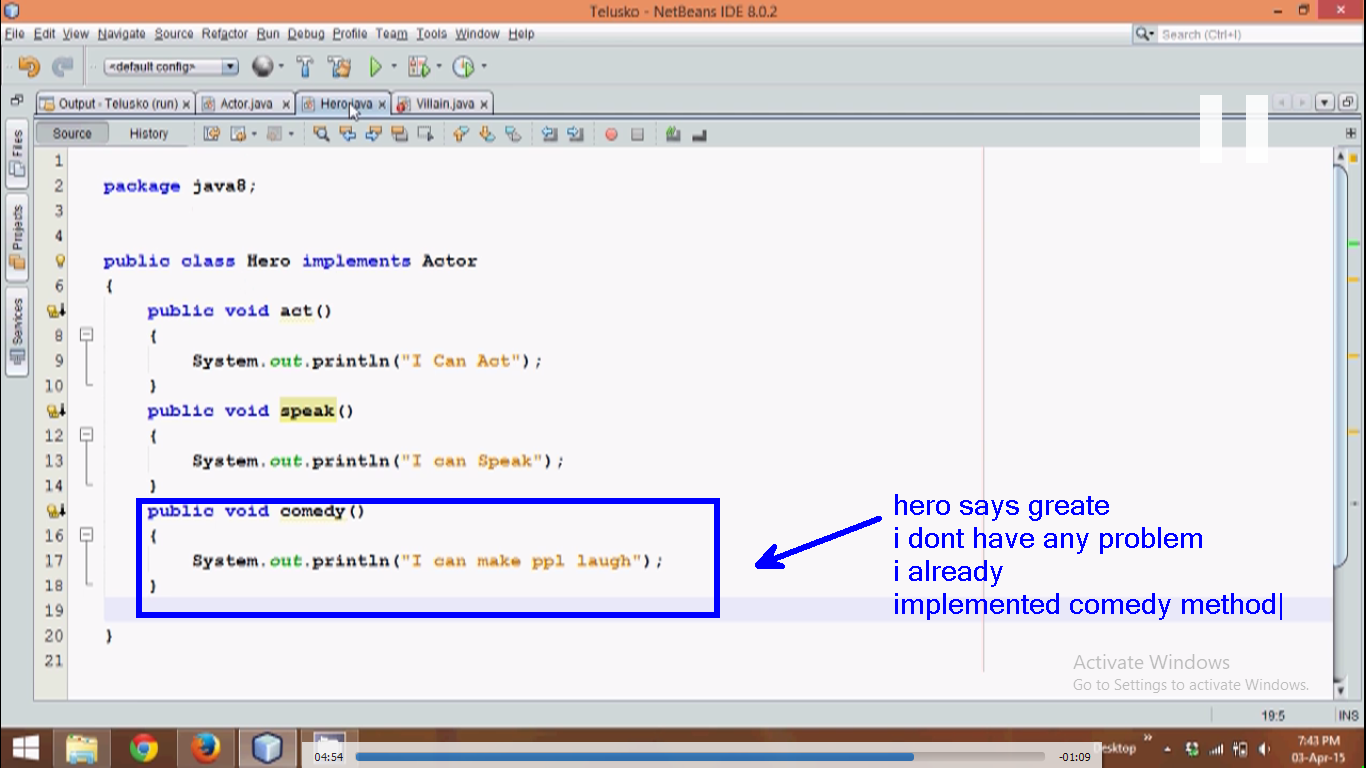 Telusko - NetBeans IDE 8.0.2
File Edit View Navigate Source Refactor Run Debug Profile Team Tools Window Help
Search (Ctrl+I)
<default config>
Output - Telusko (run) Actor.java Hero.java Villain.java
Source History
Files
Projects
Services
1
2 package java8;
3
4
public class Hero implements Actor
6 {
public void act()
8 {
9 System.out.println("I Can Act");
10 }
public void speak()
12 {
13 System.out.println("I can Speak");
14 }
public void comedy()
16 {
17 System.out.println("I can make ppl laugh");
18 }
19
20 }
21
hero says greate
i dont have any problem
i already
implemented comedy method
Activate Windows
Go to Settings to activate Windows.
19:5 INS
04:54 -01:09
Desktop
7:43 PM
03-Apr-15